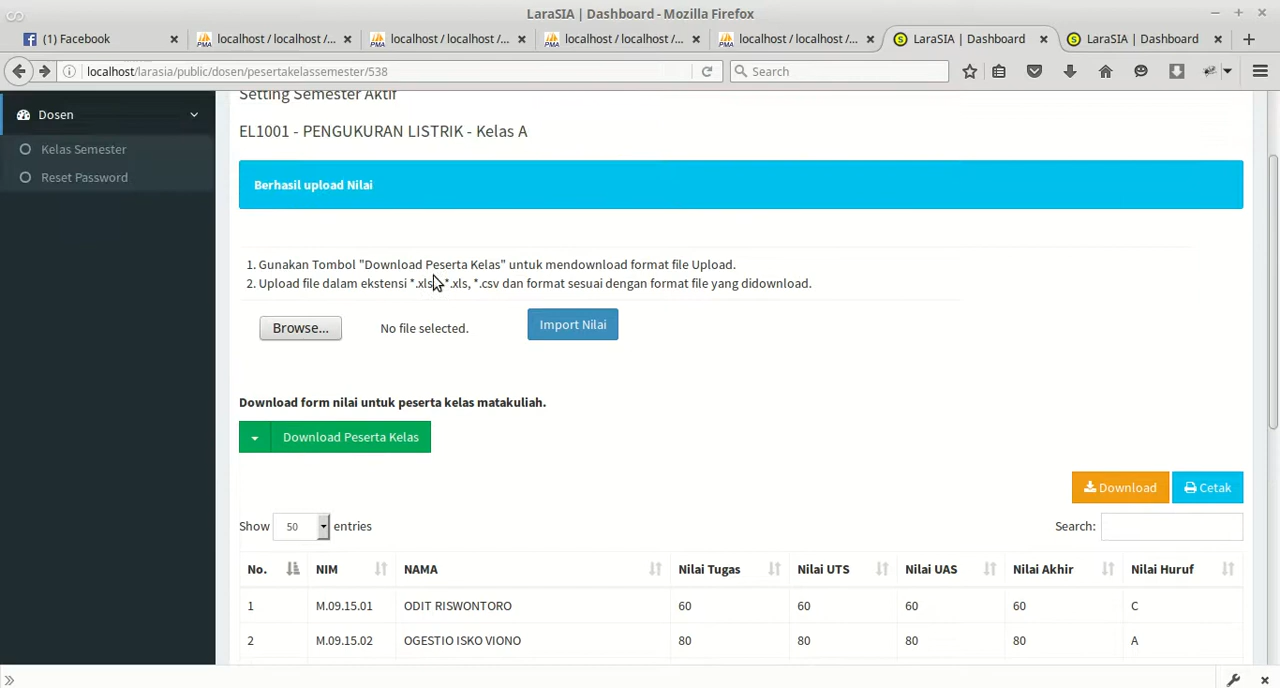 LaraSIA | Dashboard - Mozilla Firefox
(1) Facebook
localhost / localhost /...
localhost / localhost /...
localhost / localhost /...
localhost / localhost /...
LaraSIA | Dashboard
LaraSIA | Dashboard
localhost/larasia/public/dosen/pesertakelassemester/538
Search
Dosen
Kelas Semester
Reset Password
Setting Semester Aktif
EL1001 - PENGUKURAN LISTRIK - Kelas A
Berhasil upload Nilai
1. Gunakan Tombol "Download Peserta Kelas" untuk mendownload format file Upload.
2. Upload file dalam ekstensi *.xls, *.xls, *.csv dan format sesuai dengan format file yang didownload.
Browse... No file selected. Import Nilai
Download form nilai untuk peserta kelas matakuliah.
Download Peserta Kelas
Download Cetak
Show 50 entries Search:
No. NIM NAMA Nilai Tugas Nilai UTS Nilai UAS Nilai Akhir Nilai Huruf
1 M.09.15.01 ODIT RISWONTORO 60 60 60 60 C
2 M.09.15.02 OGESTIO ISKO VIONO 80 80 80 80 A